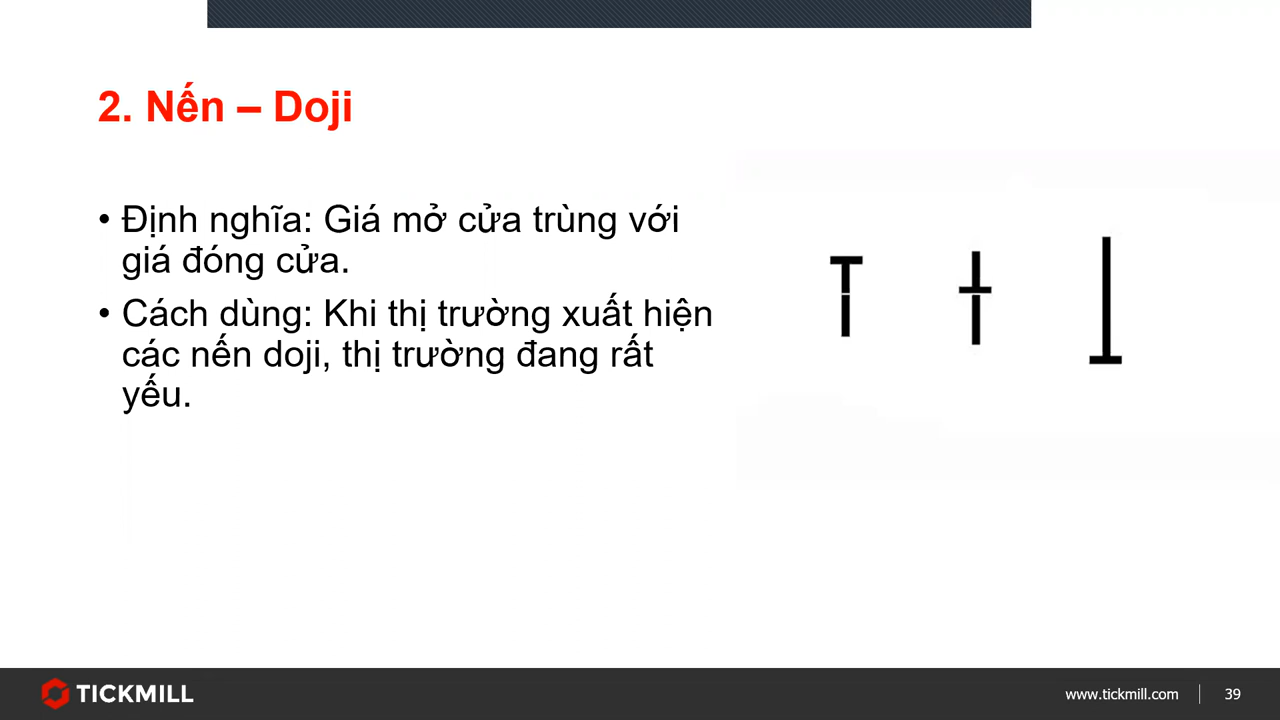 2. Nến – Doji
• Định nghĩa: Giá mở cửa trùng với
giá đóng cửa.
• Cách dùng: Khi thị trường xuất hiện
các nến doji, thị trường đang rất
yếu.
TICKMILL
www.tickmill.com
39